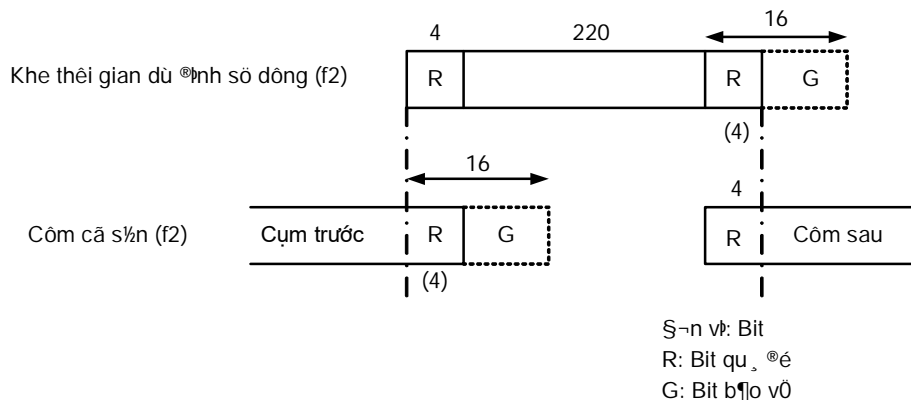 4 220 16
Khe thêi gian dù ®Þnh sö dông (f2) R R G
(4)
16 4
Côm cã s½n (f2) Cụm trước R G R Côm sau
(4)
§¬n vÞ: Bit
R: Bit qu¸ ®é
G: Bit b¶o vÖ